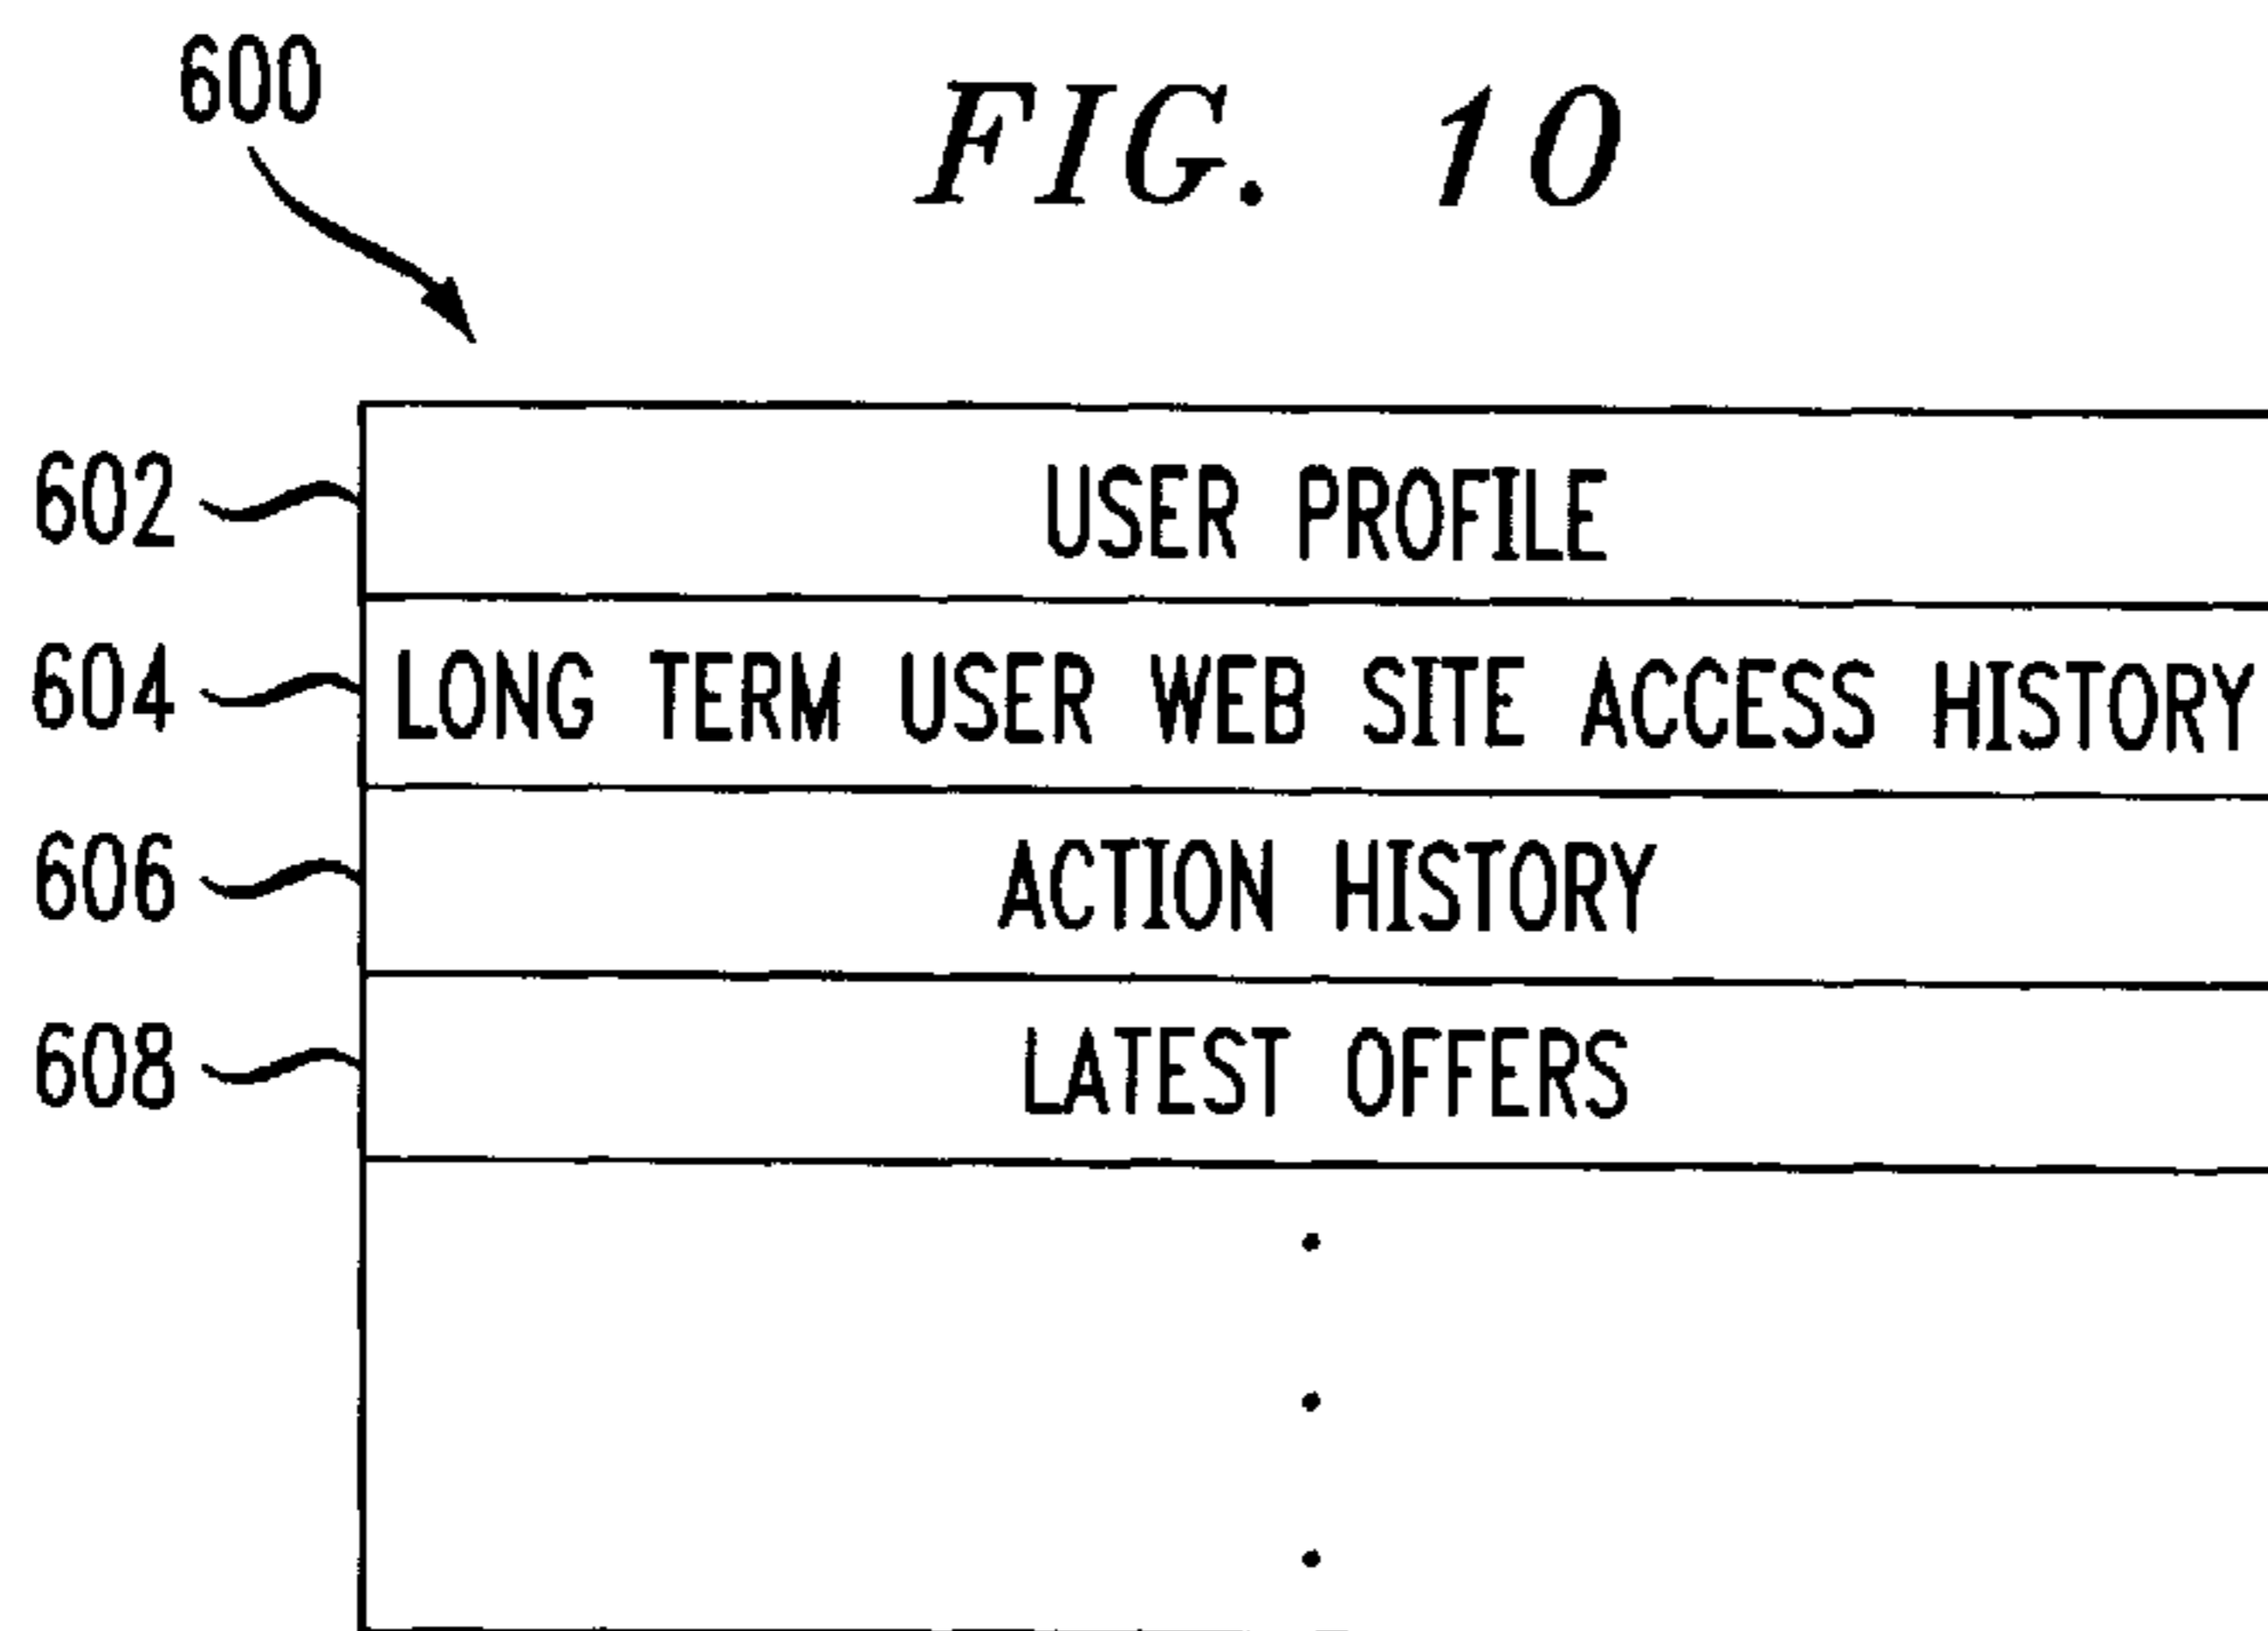 600
FIG. 10
602 USER PROFILE
604 LONG TERM USER WEB SITE ACCESS HISTORY
606 ACTION HISTORY
608 LATEST OFFERS